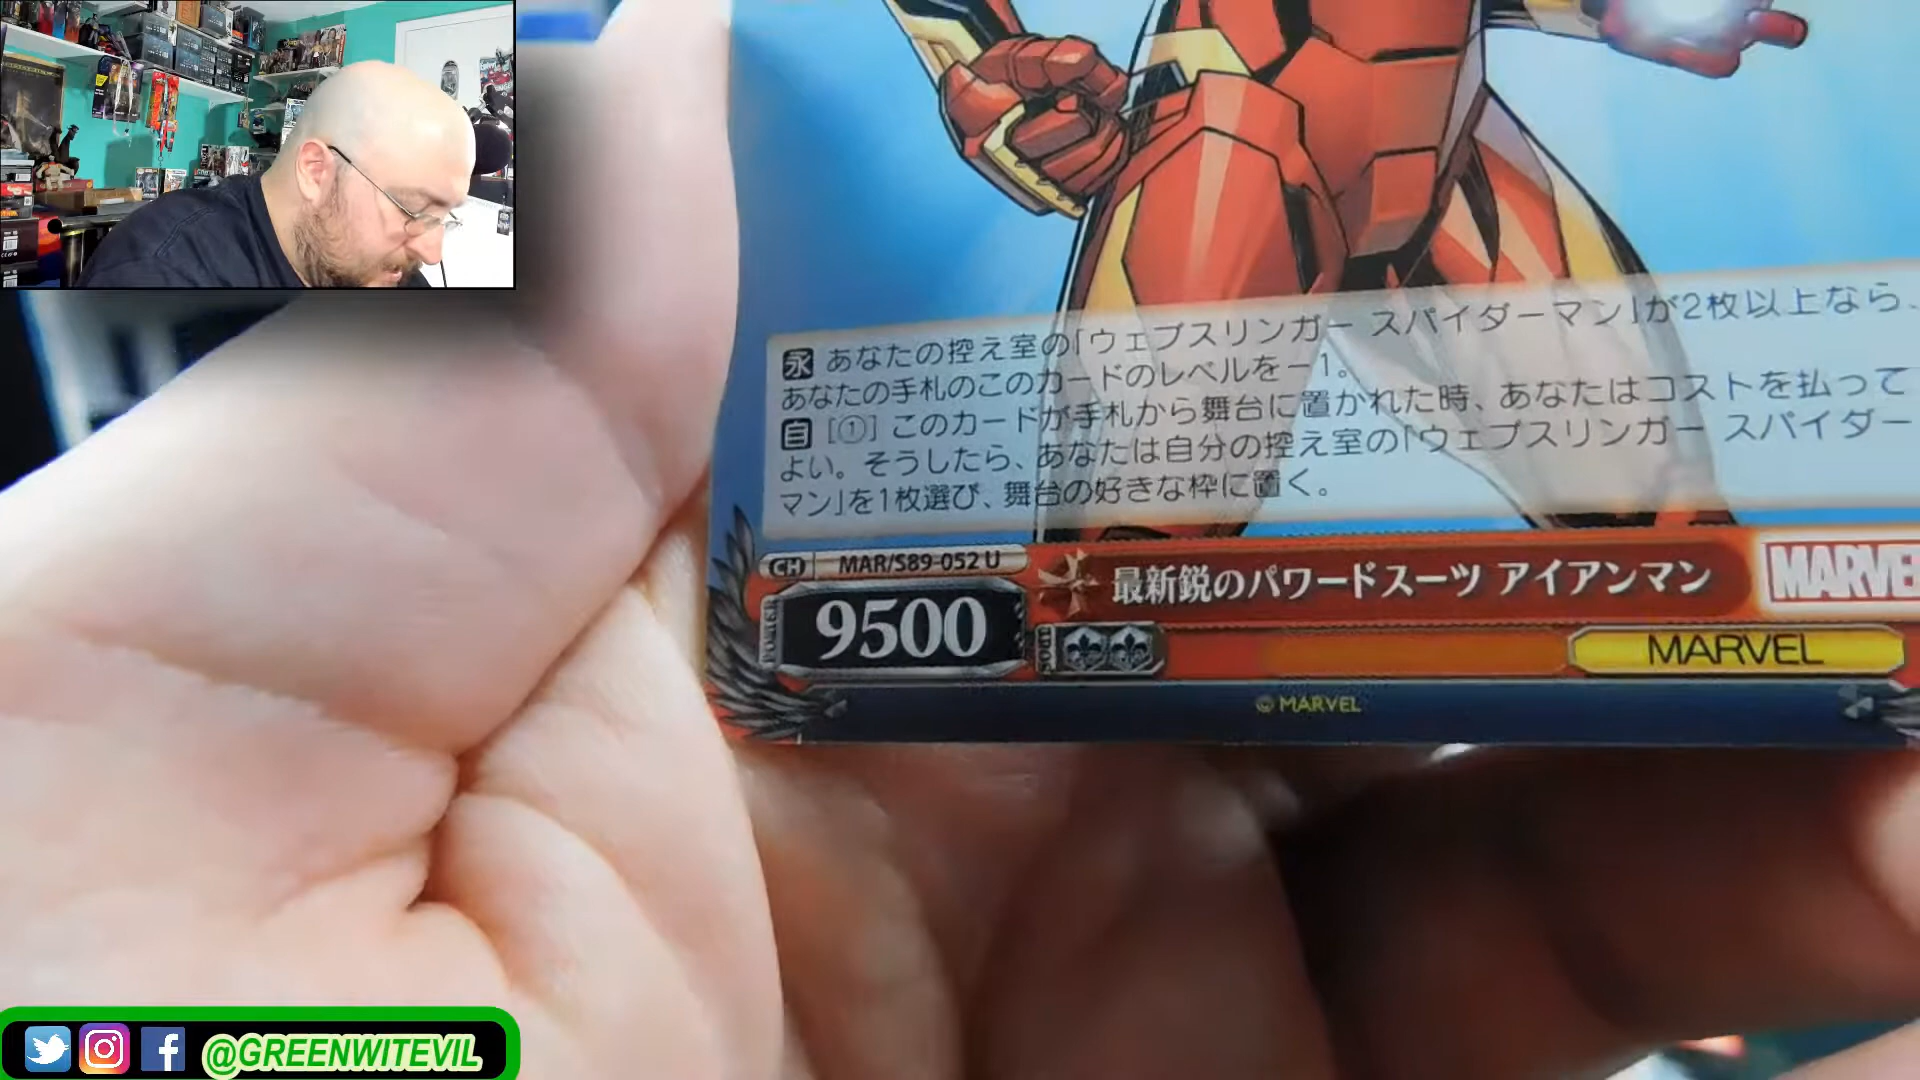 永 あなたの控え室の「ウェブスリンガー スパイダーマン」が2枚以上なら、
あなたの手札のこのカードのレベルを－1。
自 [①] このカードが手札から舞台に置かれた時、あなたはコストを払って
よい。そうしたら、あなたは自分の控え室の「ウェブスリンガー スパイダー
マン」を1枚選び、舞台の好きな枠に置く。
CH MAR/S89-052 U
最新鋭のパワードスーツ アイアンマン
MARVE
POWER
9500
SOUL
MARVEL
© MARVEL
@GREENWITEVIL